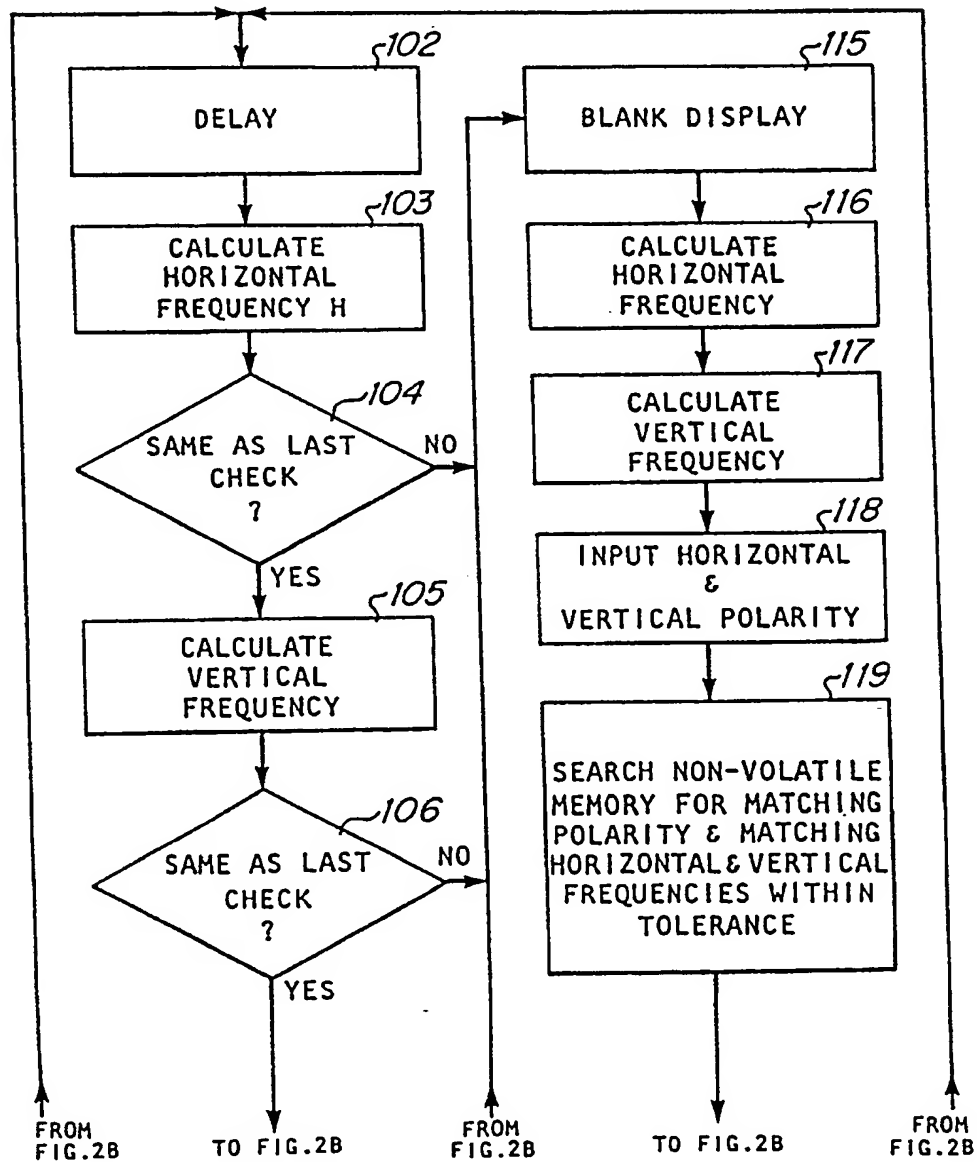 102
DELAY
103
CALCULATE
HORIZONTAL
FREQUENCY H
104
SAME AS LAST
CHECK
?
NO
YES
105
CALCULATE
VERTICAL
FREQUENCY
106
SAME AS LAST
CHECK
?
NO
YES
115
BLANK DISPLAY
116
CALCULATE
HORIZONTAL
FREQUENCY
117
CALCULATE
VERTICAL
FREQUENCY
118
INPUT HORIZONTAL
&
VERTICAL POLARITY
119
SEARCH NON-VOLATILE
MEMORY FOR MATCHING
POLARITY & MATCHING
HORIZONTAL & VERTICAL
FREQUENCIES WITHIN
TOLERANCE
FROM
FIG.2B
TO FIG.2B
FROM
FIG.2B
TO FIG.2B
FROM
FIG.2B